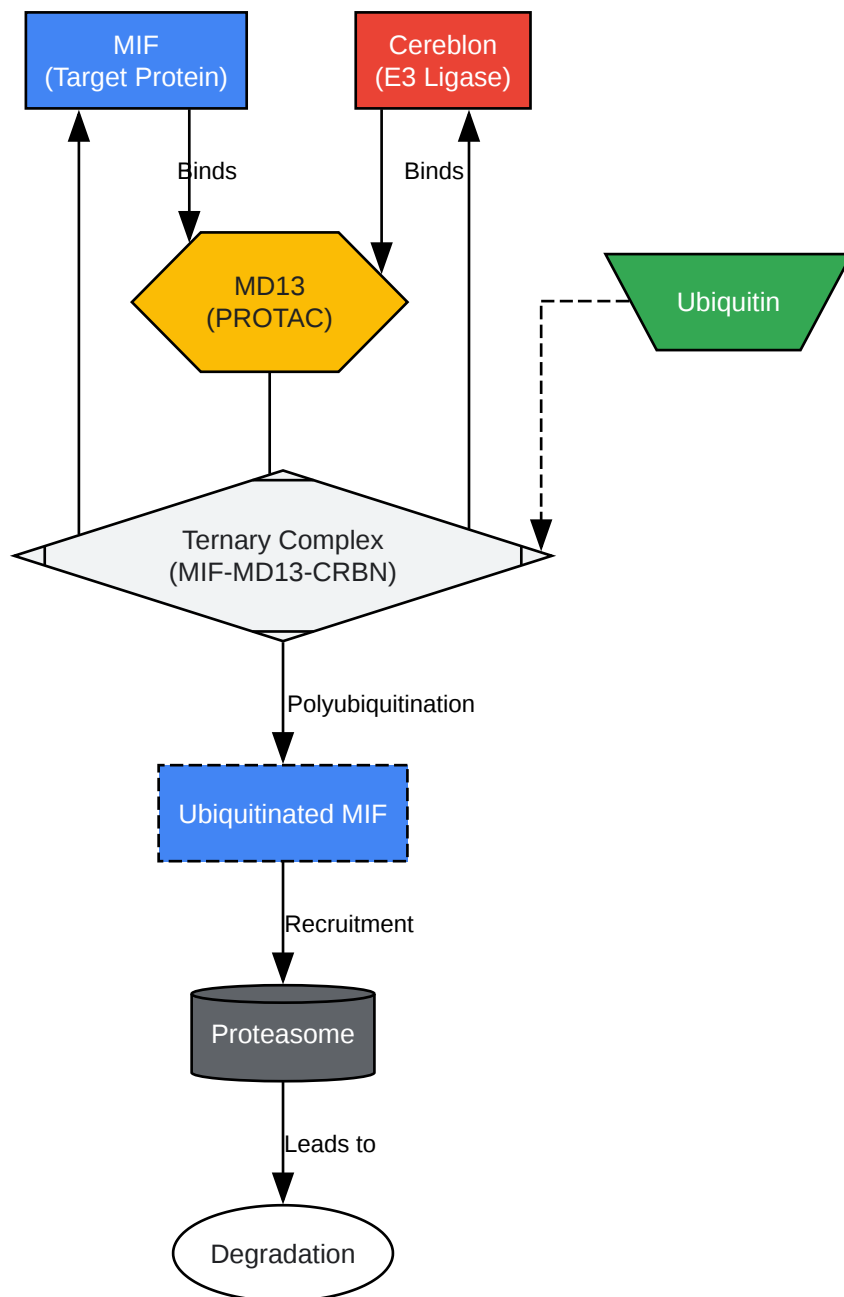 MIF
(Target Protein)
Cereblon
(E3 Ligase)
Binds
Binds
MD13
(PROTAC)
Ubiquitin
Ternary Complex
(MIF-MD13-CRBN)
Polyubiquitination
Ubiquitinated MIF
Recruitment
Proteasome
Leads to
Degradation